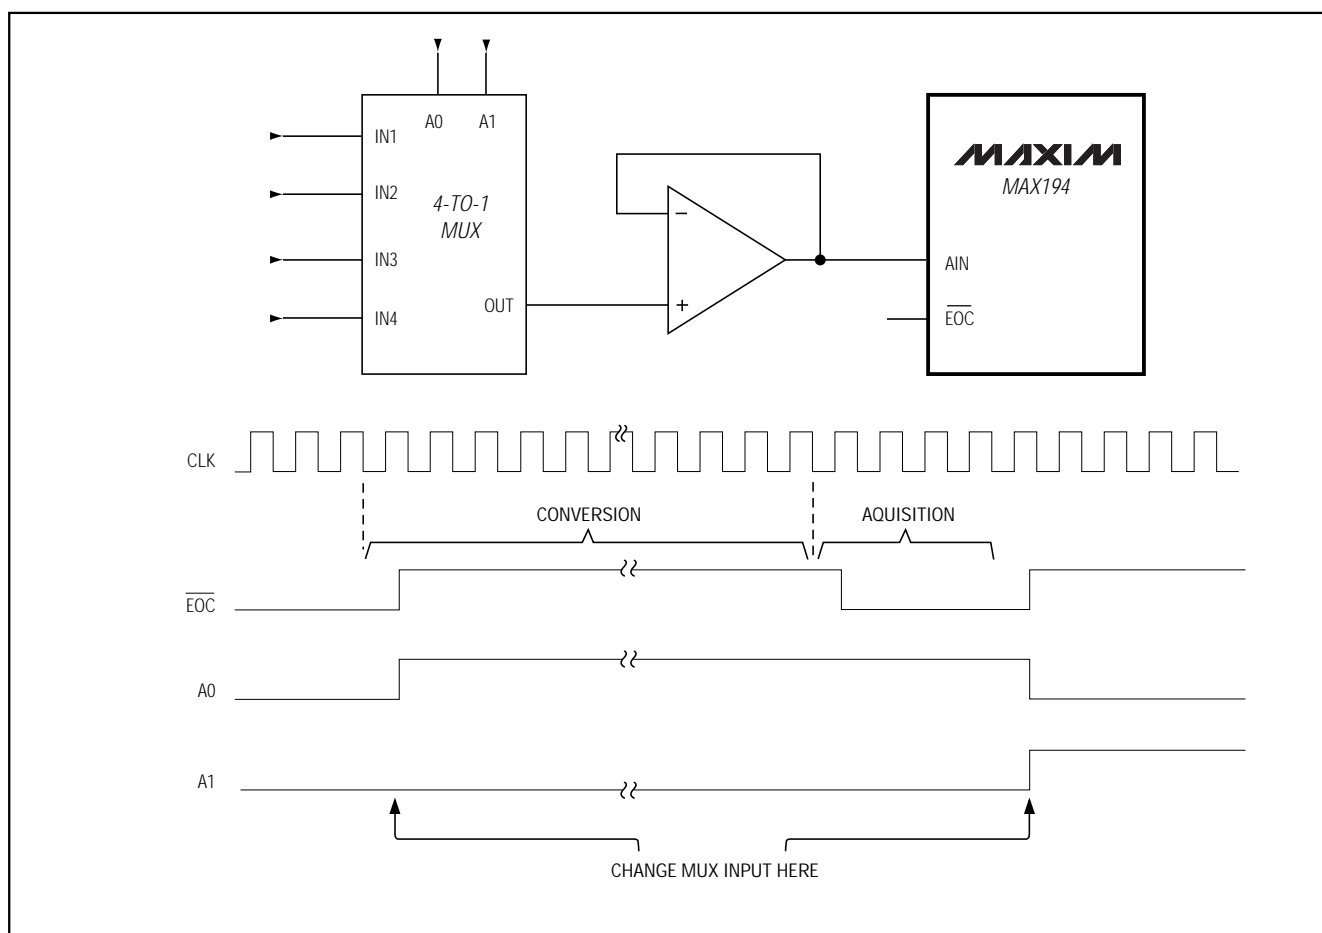 A0 A1
IN1
IN2
IN3
IN4
4-TO-1
MUX
OUT
−
+
MAXIM
MAX194
AIN
EOC
CLK
CONVERSION
AQUISITION
EOC
A0
A1
CHANGE MUX INPUT HERE